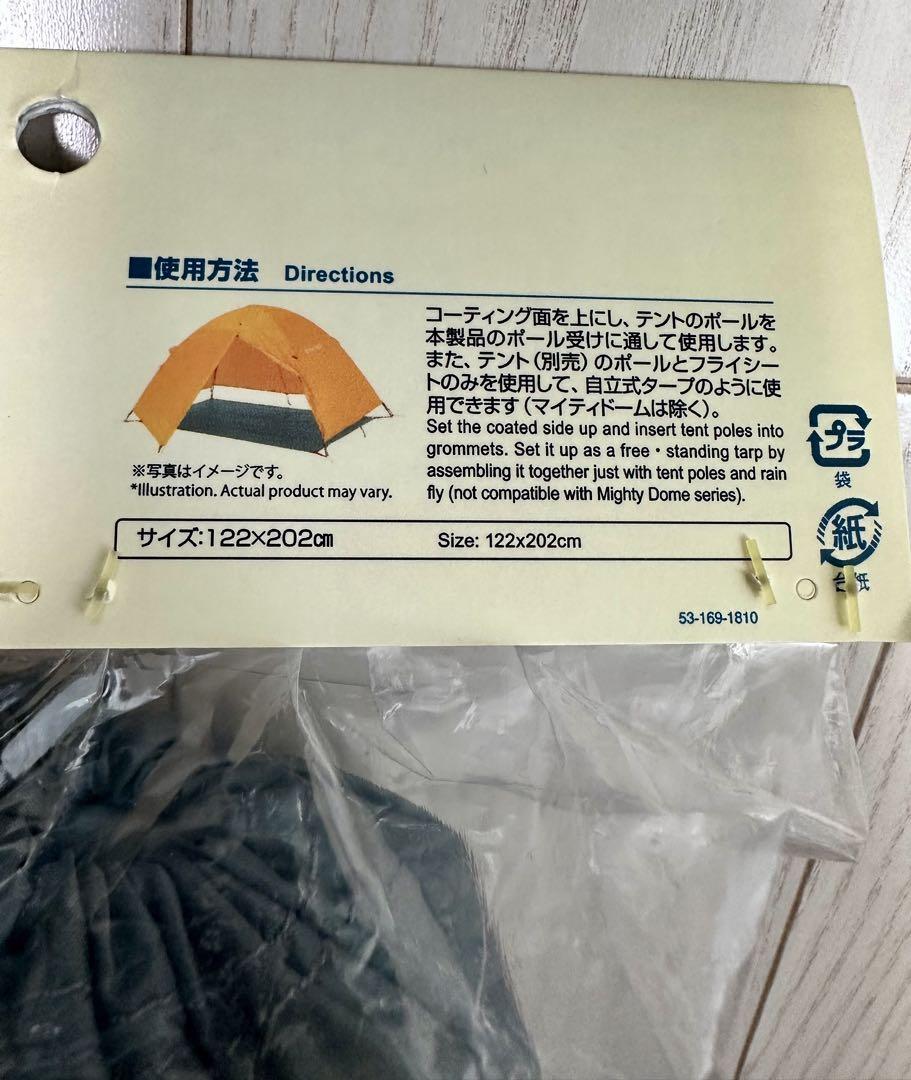 ■使用方法 Directions
コーティング面を上にし、テントのポールを
本製品のポール受けに通して使用します。
また、テント(別売)のポールとフライシー
トのみを使用して、自立式タープのように使
用できます(マイティドームは除く)。
Set the coated side up and insert tent poles into
grommets. Set it up as a free・standing tarp by
assembling it together just with tent poles and rain
fly (not compatible with Mighty Dome series).
※写真はイメージです。
*Illustration. Actual product may vary.
サイズ:122×202㎝ Size: 122x202cm
プラ
袋
紙
53-169-1810